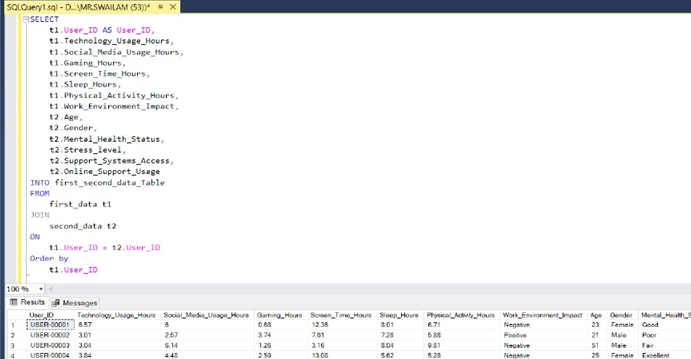 SQLQuery1.sql - D...\MR.SWAILAM (53))*
SELECT
t1.User_ID AS User_ID,
t1.Technology_Usage_Hours,
t1.Social_Media_Usage_Hours,
t1.Gaming_Hours,
t1.Screen_Time_Hours,
t1.Sleep_Hours,
t1.Physical_Activity_Hours,
t1.Work_Environment_Impact,
t2.Age,
t2.Gender,
t2.Mental_Health_Status,
t2.Stress_level,
t2.Support_Systems_Access,
t2.Online_Support_Usage
INTO first_second_data_Table
FROM
first_data t1
JOIN
second_data t2
ON
t1.User_ID = t2.User_ID
Order by
t1.User_ID
100 %
Results Messages
User_ID Technology_Usage_Hours Social_Media_Usage_Hours Gaming_Hours Screen_Time_Hours Sleep_Hours Physical_Activity_Hours Work_Environment_Impact Age Gender Mental_Health_S
1 USER-00001 6.57 6 0.68 12.36 8.01 6.71 Negative 23 Female Good
2 USER-00002 3.01 2.57 3.74 7.61 7.28 5.88 Positive 21 Male Poor
3 USER-00003 3.04 6.14 1.26 3.16 8.04 9.81 Negative 51 Male Fair
4 USER-00004 3.84 4.48 2.59 13.08 5.62 5.28 Negative 25 Female Excellent